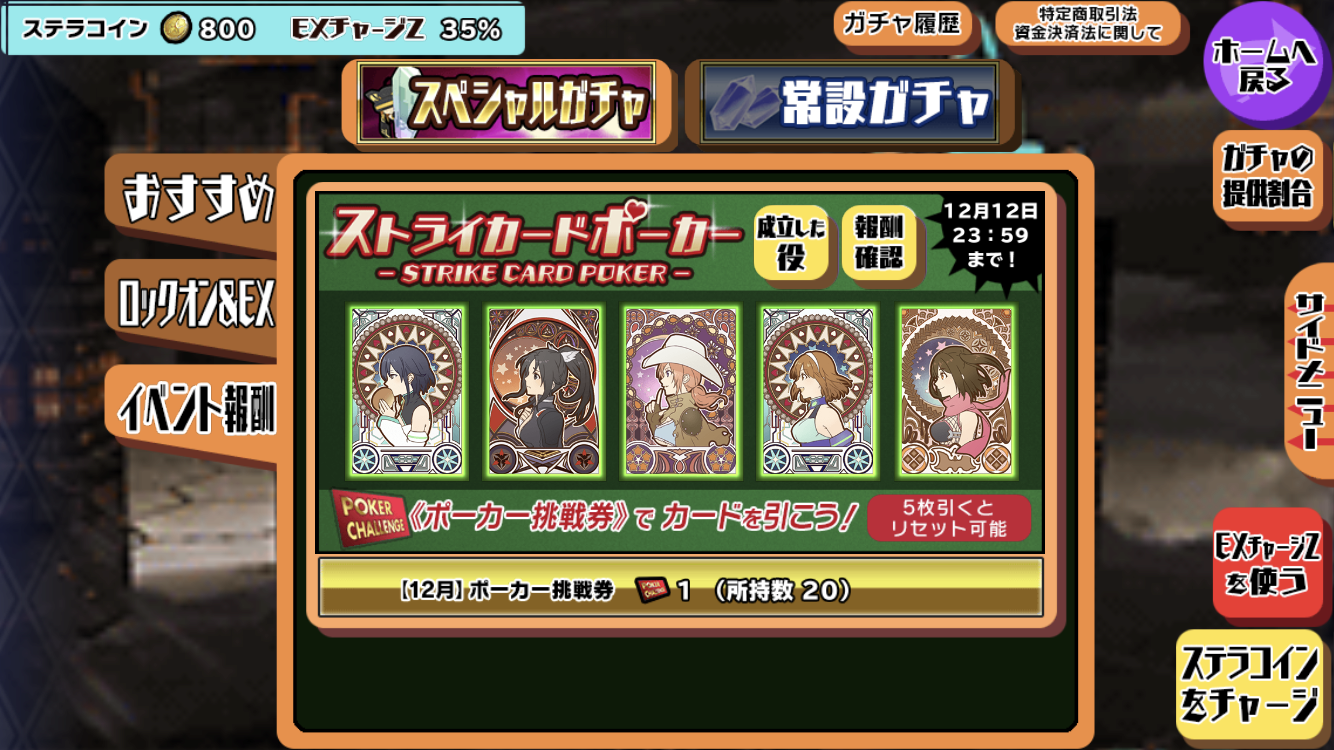 ステラコイン 800 EXチャージZ 35%
ガチャ履歴
特定商取引法
資金決済法に関して
ホームへ
戻る
スペシャルガチャ
常設ガチャ
ガチャの
提供割合
おすすめ
ロックオン&EX
イベント報酬
ストライカードポーカー
-STRIKE CARD POKER-
成立した
役
報酬
確認
12月12日
23:59
まで!
サイドメニュー
POKER
CHALLENGE
《ポーカー挑戦券》で カードを引こう!
5枚引くと
リセット可能
【12月】ポーカー挑戦券 1 (所持数 20)
EXチャージZ
を使う
ステラコイン
をチャージ